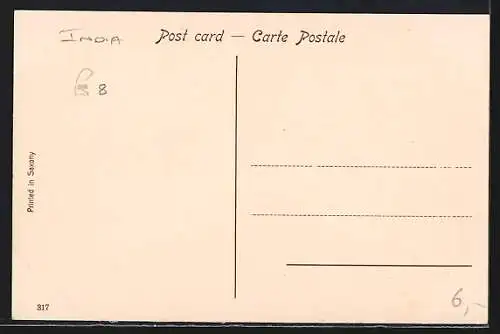 INDIA
Post card — Carte Postale
8
Printed in Saxony
317
6,-